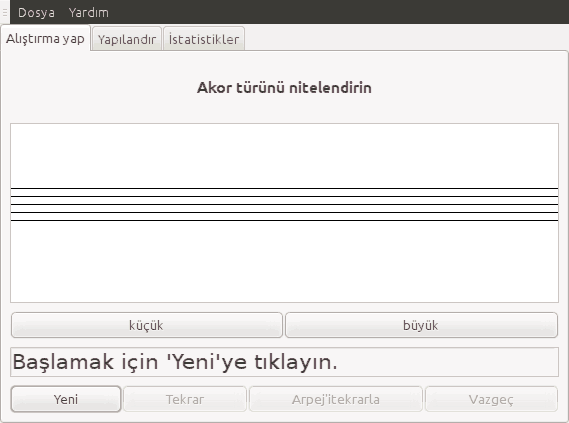 Dosya Yardım
Alıştırma yap Yapılandır İstatistikler
Akor türünü nitelendirin
küçük büyük
Başlamak için 'Yeni'ye tıklayın.
Yeni Tekrar Arpej'itekrarla Vazgeç